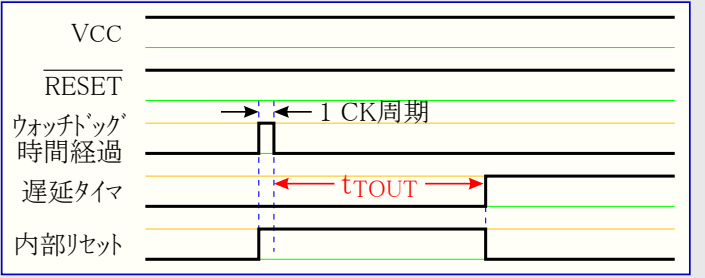 VCC
RESET
1 CK周期
ウォッチドッグ
時間経過
遅延タイマ
tTOUT
内部リセット